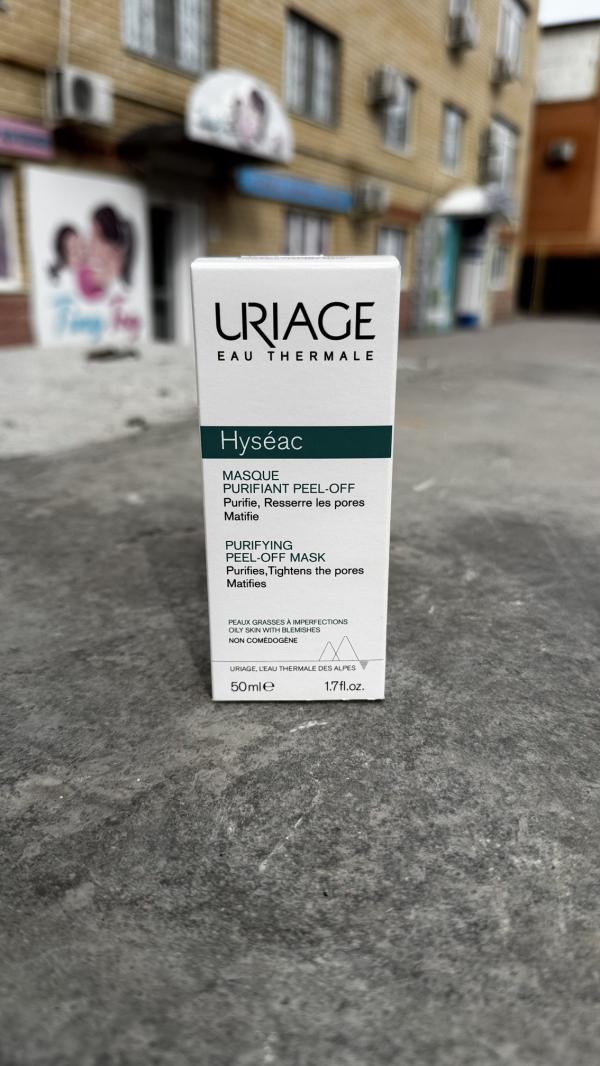 URIAGE
EAU THERMALE
Hyséac
MASQUE
PURIFIANT PEEL-OFF
Purifie, Resserre les pores
Matifie
PURIFYING
PEEL-OFF MASK
Purifies,Tightens the pores
Matifies
PEAUX GRASSES À IMPERFECTIONS
OILY SKIN WITH BLEMISHES
NON COMÉDOGÈNE
URIAGE, L'EAU THERMALE DES ALPES
50ml℮ 1.7fl.oz.